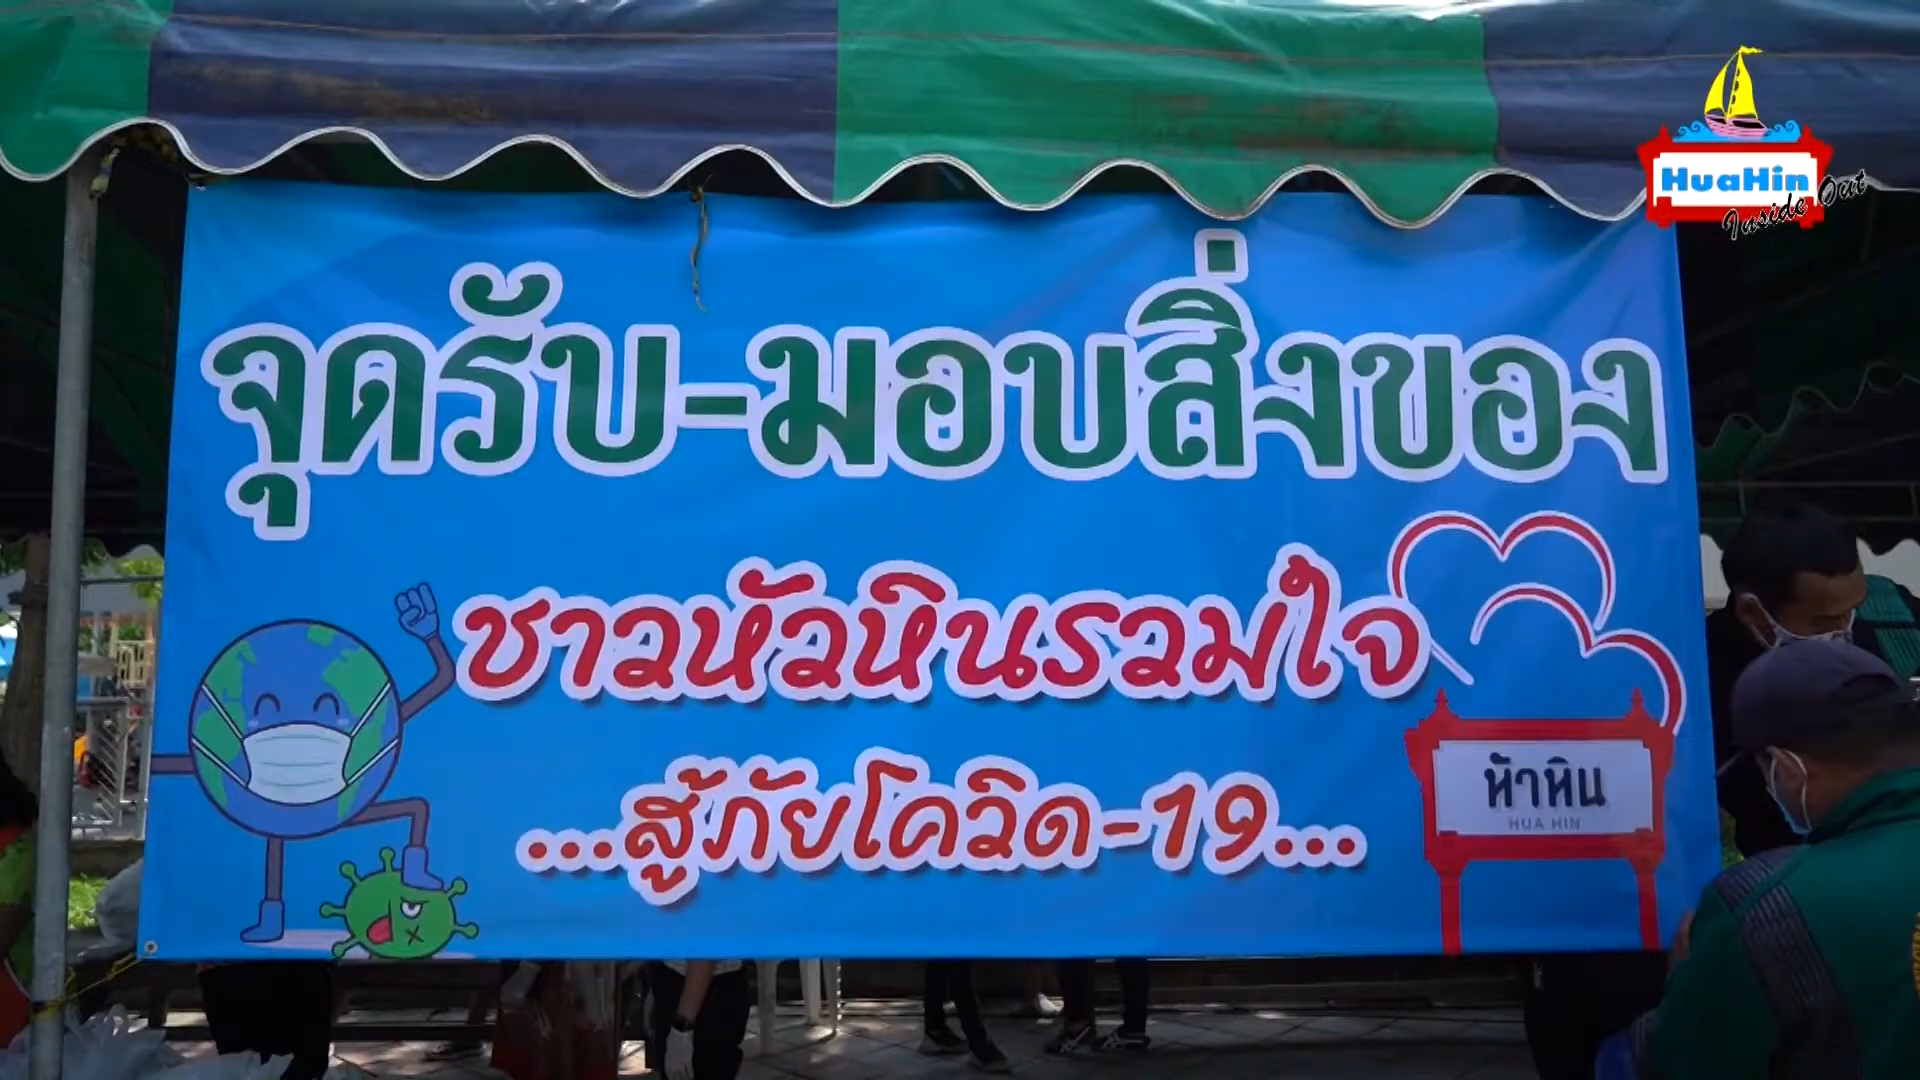 HuaHin
Inside Out
จุดรับ-มอบสิ่งของ
ชาวหัวหินรวมใจ
...สู้ภัยโควิด-19...
หัวหิน
HUA HIN